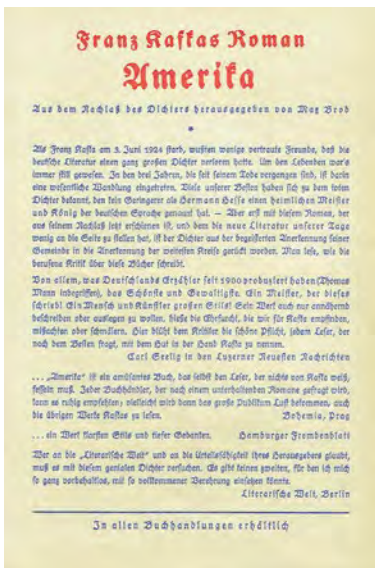 Franz Kafkas Roman
Amerika
Aus dem Nachlaß des Dichters herausgegeben von Max Brod
*
Als Franz Kafka am 3. Juni 1924 starb, wußten wenige vertraute Freunde, daß die
deutsche Literatur einen ganz großen Dichter verloren hatte. Um den Lebenden war's
immer still gewesen. In den drei Jahren, die seit seinem Tode vergangen sind, ist darin
eine wesentliche Wandlung eingetreten. Viele unserer Besten haben sich zu dem toten
Dichter bekannt, den kein Geringerer als Hermann Hesse einen heimlichen Meister
und König der deutschen Sprache genannt hat. — Aber erst mit diesem Roman, der
aus seinem Nachlaß jetzt erschienen ist, und dem die neue Literatur unserer Tage
wenig an die Seite zu stellen hat, ist der Dichter aus der begeisterten Anerkennung seiner
Gemeinde in die Anerkennung der weitesten Kreise gerückt worden. Man lese, wie die
berufene Kritik über diese Bücher schreibt.
Von allem, was Deutschlands Erzähler seit 1900 produziert haben (Thomas
Mann inbegriffen), das Schönste und Gewaltigste. Ein Meister, der dieses
schrieb! Ein Mensch und Künstler großen Stils! Sein Werk auch nur annähernd
beschreiben oder auslegen zu wollen, hieße die Ehrfurcht, die wir für Kafka empfinden,
mißachten oder schmälern. Hier blüht dem Kritiker die schöne Pflicht, jedem Leser, der
nach dem Besten fragt, mit dem Hut in der Hand Kafka zu nennen.
Carl Seelig in den Luzerner Neuesten Nachrichten
... „Amerika“ ist ein amüsantes Buch, das selbst den Leser, der nichts von Kafka weiß,
fesseln muß. Jeder Buchhändler, der nach einem unterhaltenden Romane gefragt wird,
kann es ruhig empfehlen; vielleicht wird dann das große Publikum Lust bekommen, auch
die übrigen Werke Kafkas zu lesen. Bohemia, Prag
... ein Werk klarsten Stils und tiefer Gedanken. Hamburger Fremdenblatt
Wer an die „Literarische Welt“ und an die Urteilsfähigkeit ihres Herausgebers glaubt,
muß es mit diesem genialen Dichter versuchen. Es gibt keinen zweiten, für den ich mich
so ganz vorbehaltlos, mit so vollkommener Verehrung einsetzen könnte.
Literarische Welt, Berlin
In allen Buchhandlungen erhältlich